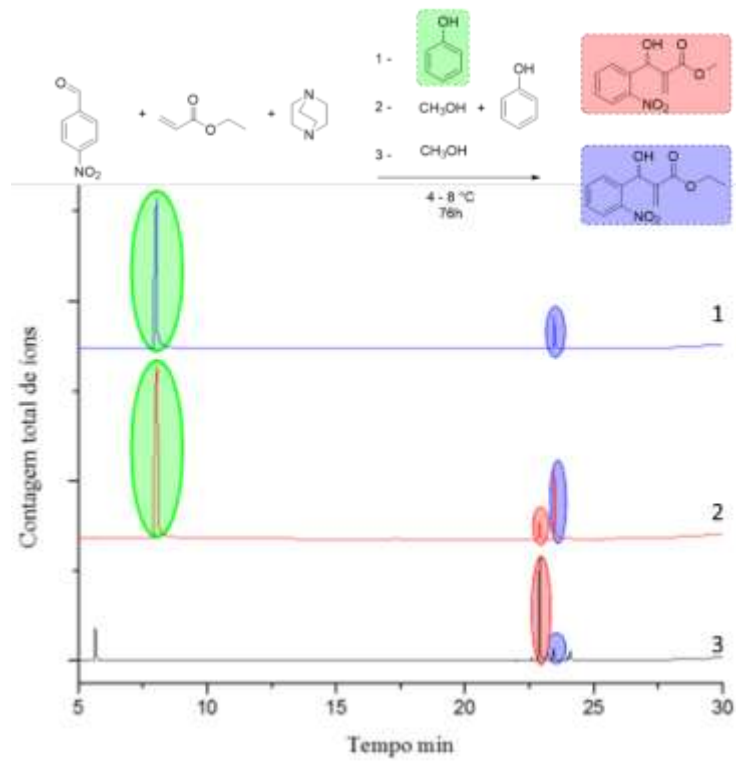 OH
1 -
O
NO₂
+
O
O
+
N
N
2 -
CH₃OH
+
OH
3 -
CH₃OH
4 - 8 °C
76h
OH
O
O
NO₂
OH
O
O
NO₂
1
2
3
Contagem total de íons
5
10
15
20
25
30
Tempo min